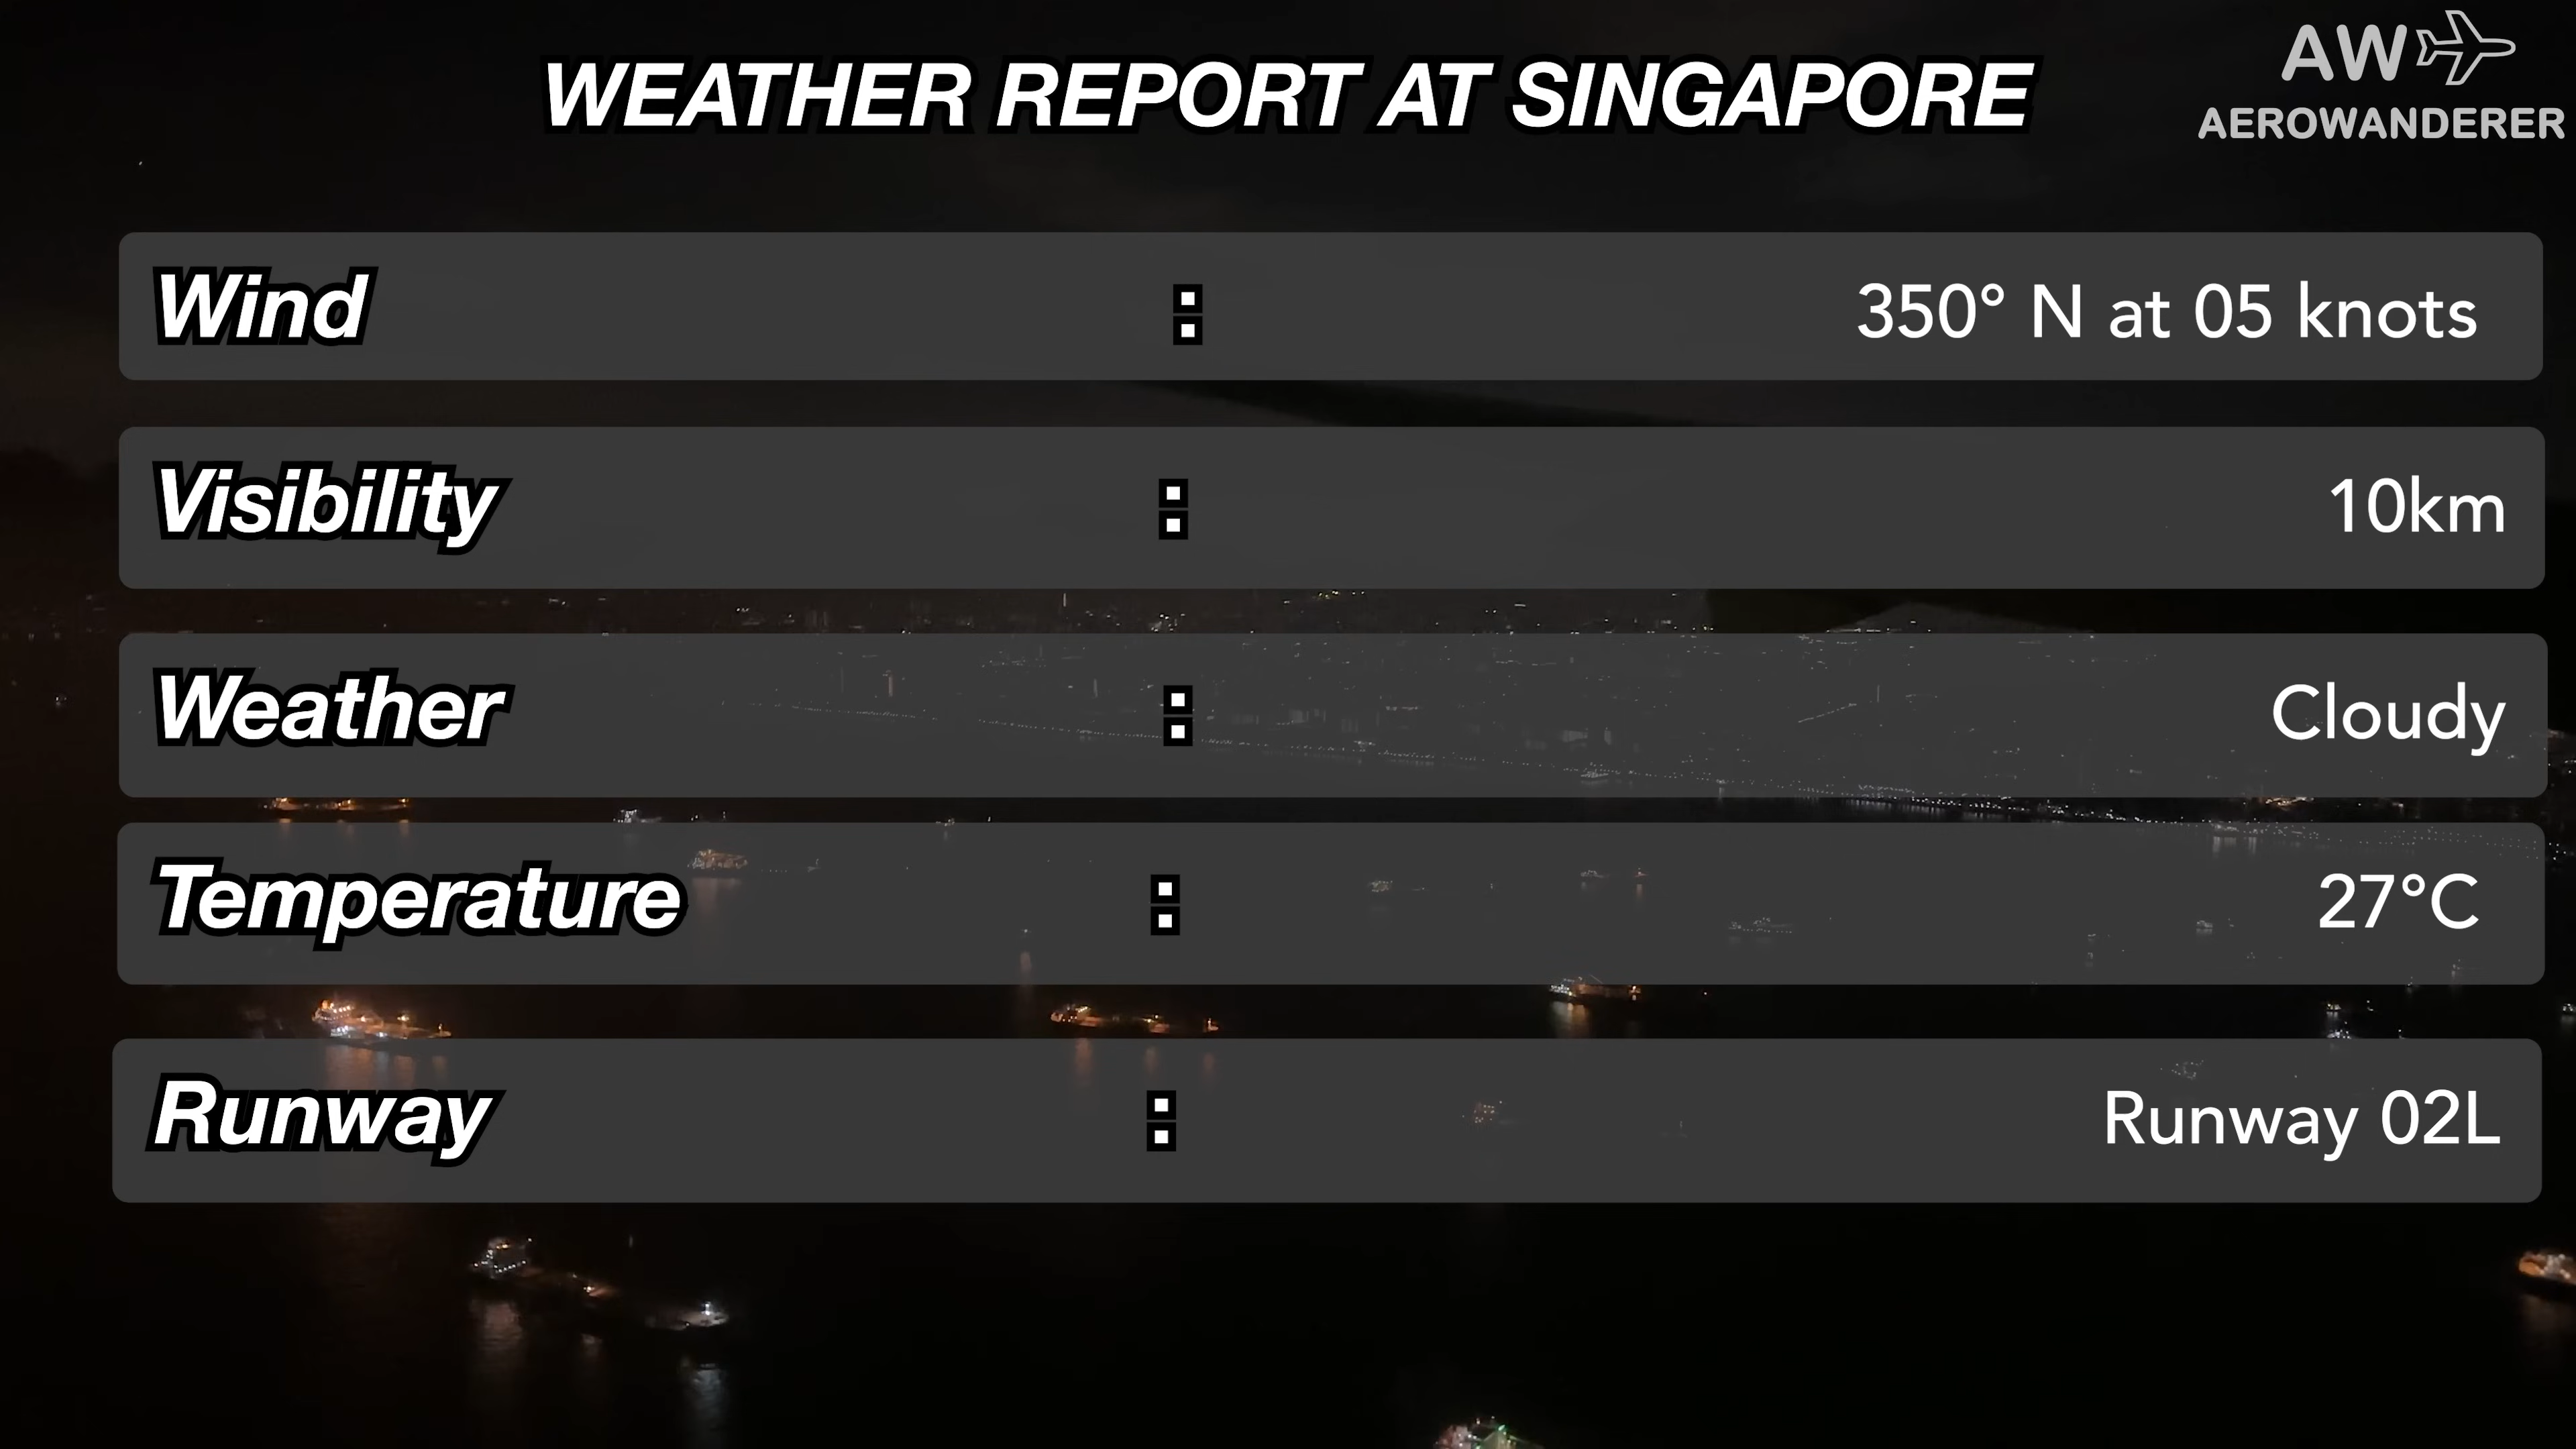 WEATHER REPORT AT SINGAPORE
AW
AEROWANDERER
Wind : 350° N at 05 knots
Visibility : 10km
Weather : Cloudy
Temperature : 27°C
Runway : Runway 02L